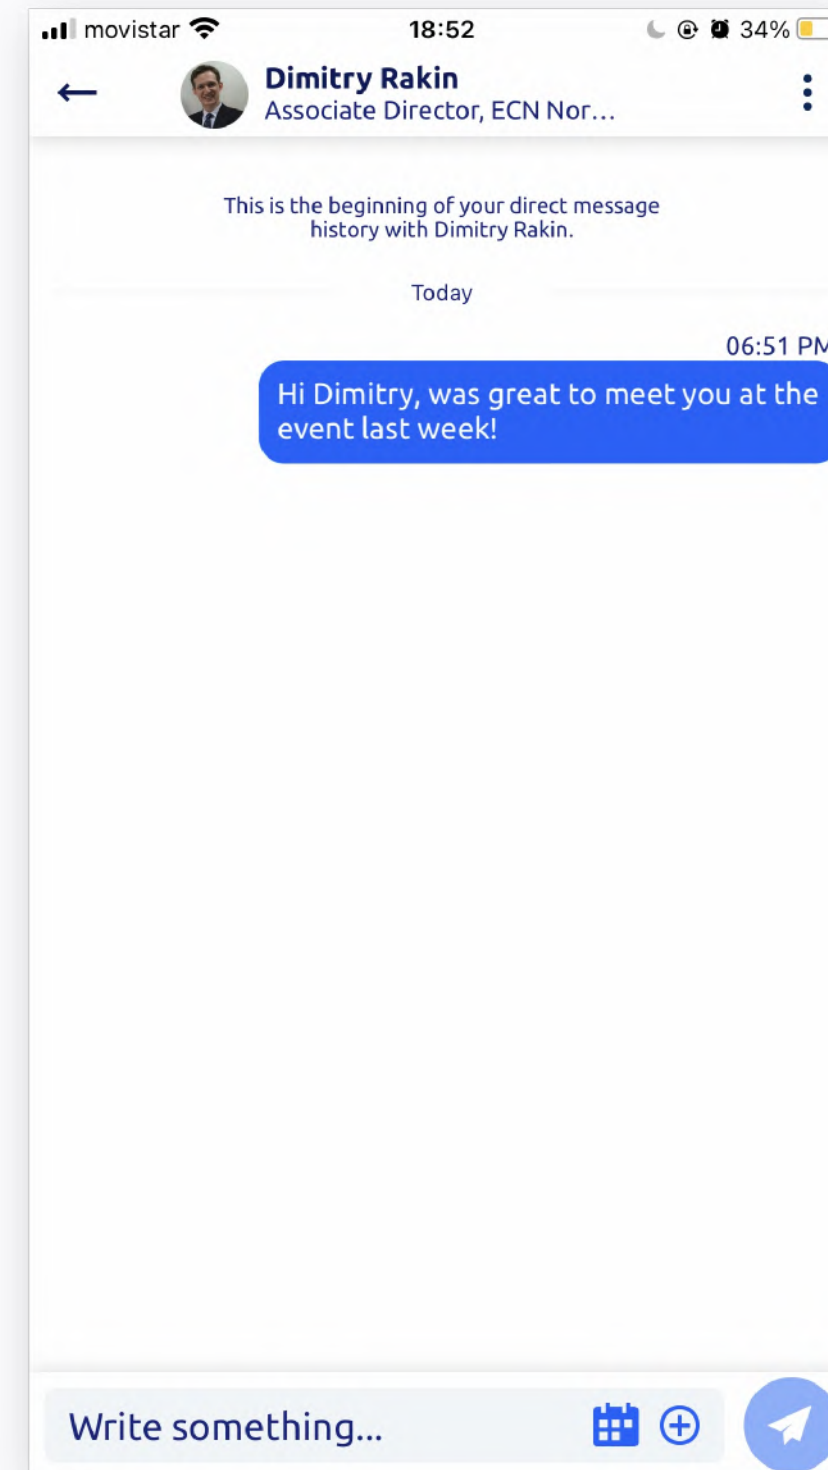 movistar 18:52 34%
Dimitry Rakin
Associate Director, ECN Nor...
This is the beginning of your direct message
history with Dimitry Rakin.
Today
06:51 PM
Hi Dimitry, was great to meet you at the
event last week!
Write something...